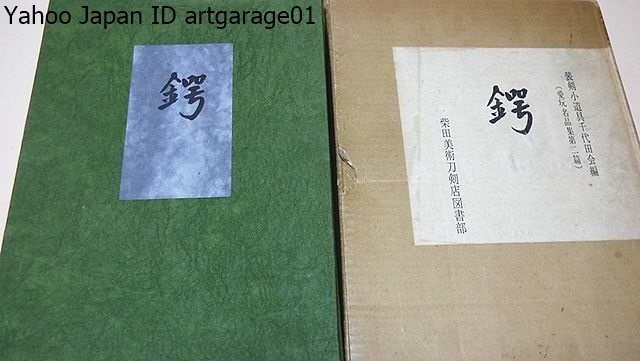 Yahoo Japan ID artgarage01
鍔
装剣小道具千代田会編
(愛玩名品集第二篇)
鍔
柴田美術刀剣店図書部